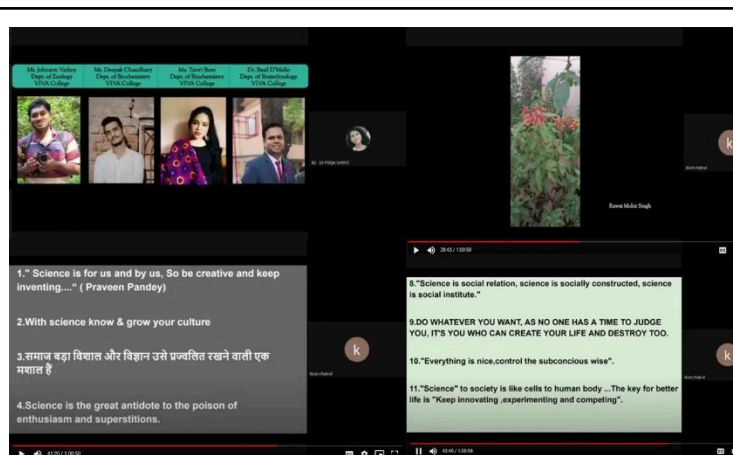 Ms. Johnson Varkey
Dept. of Zoology
VIVA College
Mr. Deepak Chaudhary
Dept. of Biochemistry
VIVA College
Ms. Tanvi Bose
Dept. of Biochemistry
VIVA College
Dr. Basil D'Mello
Dept. of Biotechnology
VIVA College
k
Rawat Mohit Singh
28:43 / 1:00:56
1." Science is for us and by us, So be creative and keep
inventing...." ( Praveen Pandey)
2.With science know & grow your culture
3.समाज बड़ा विशाल और विज्ञान उसे प्रज्वलित रखने वाली एक
मशाल हैं
4.Science is the great antidote to the poison of
enthusiasm and superstitions.
k
8."Science is social relation, science is socially constructed, science
is social institute."
9.DO WHATEVER YOU WANT, AS NO ONE HAS A TIME TO JUDGE
YOU, IT'S YOU WHO CAN CREATE YOUR LIFE AND DESTROY TOO.
10."Everything is nice,control the subconcious wise".
11."Science" to society is like cells to human body ...The key for better
life is "Keep innovating ,experimenting and competing".
k